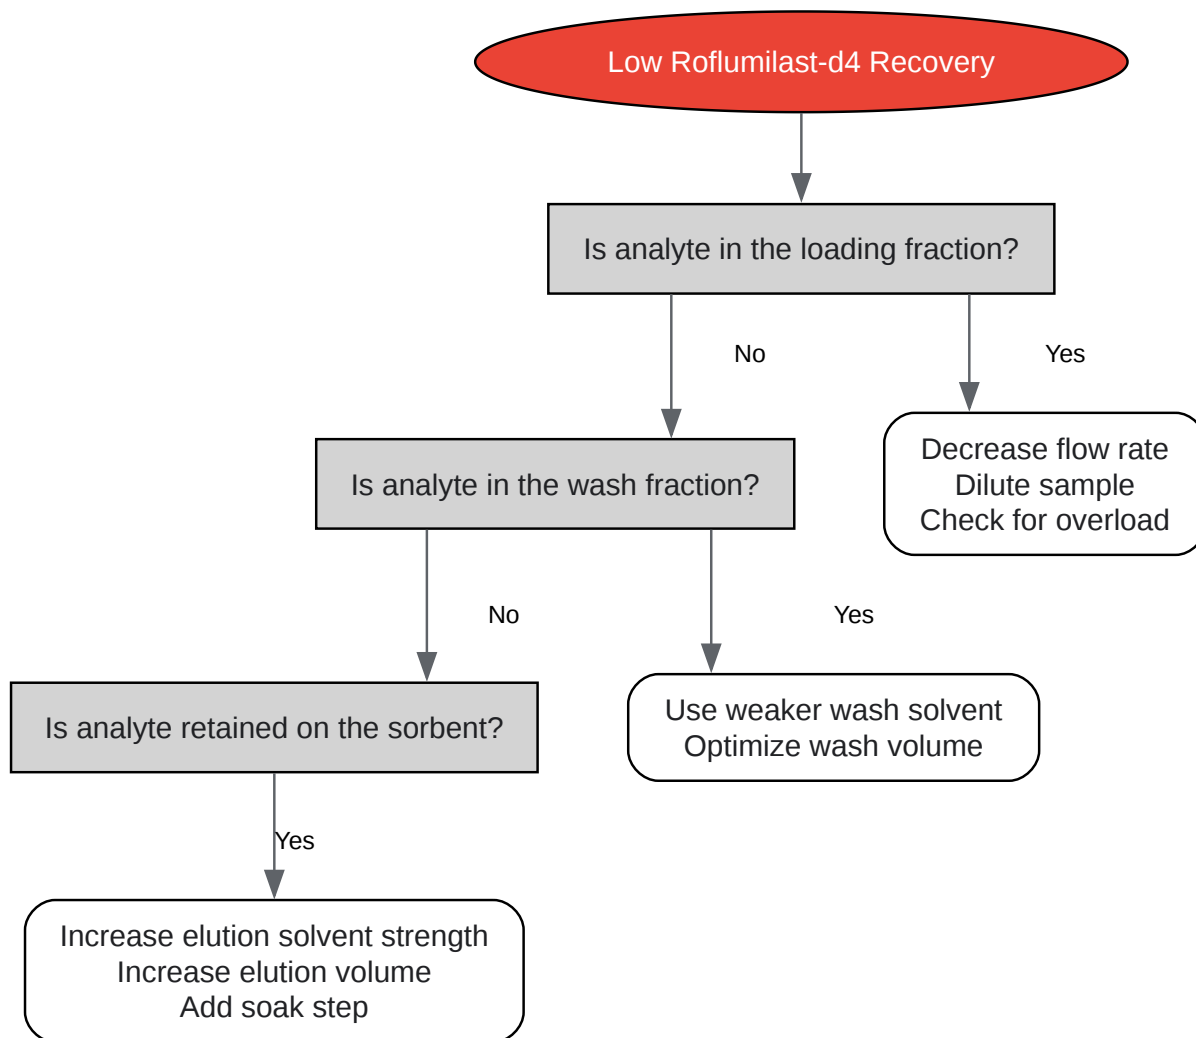 Low Roflumilast-d4 Recovery
Is analyte in the loading fraction?
No
Yes
Decrease flow rate
Dilute sample
Check for overload
Is analyte in the wash fraction?
No
Yes
Use weaker wash solvent
Optimize wash volume
Is analyte retained on the sorbent?
Yes
Increase elution solvent strength
Increase elution volume
Add soak step